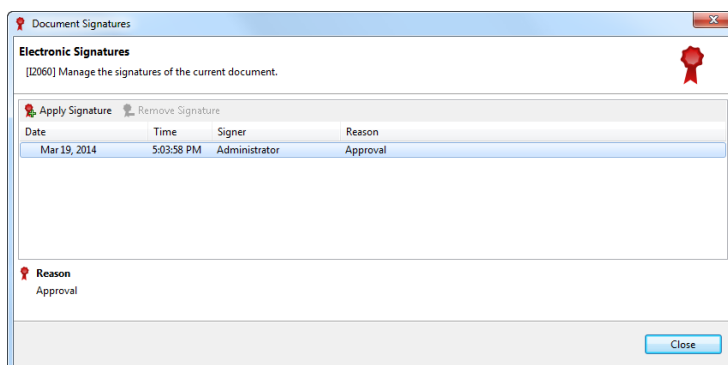 Document Signatures
Electronic Signatures
[I2060] Manage the signatures of the current document.
Apply Signature Remove Signature
Date Time Signer Reason
Mar 19, 2014 5:03:58 PM Administrator Approval
Reason
Approval
Close